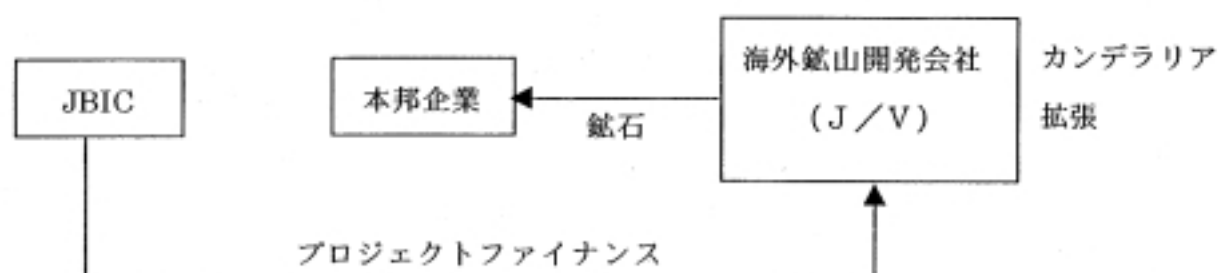 JBIC
本邦企業
鉱石
海外鉱山開発会社
(J/V)
カンデラリア
拡張
プロジェクトファイナンス